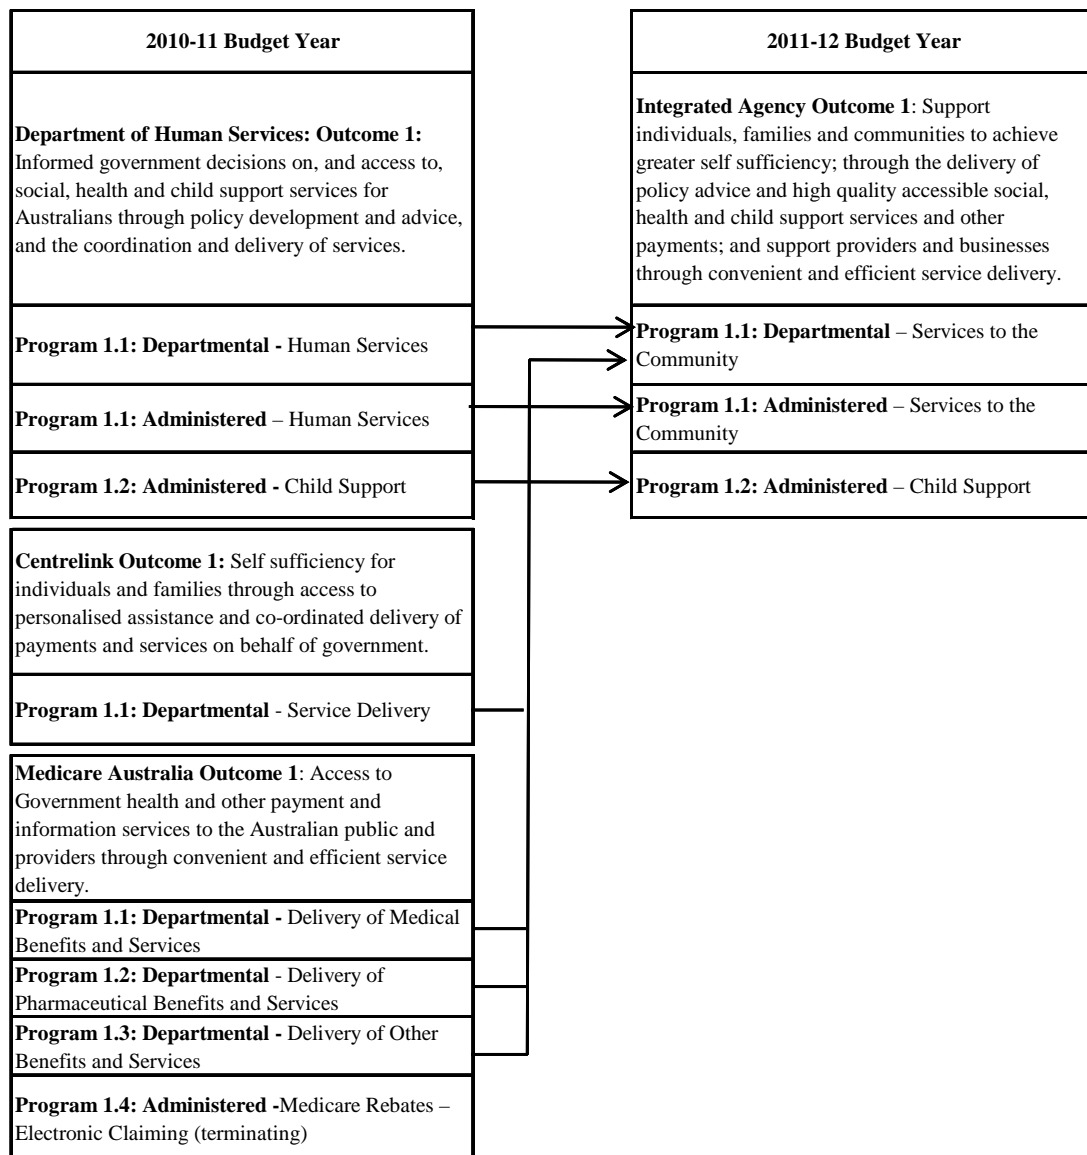 2010-11 Budget Year
Department of Human Services: Outcome 1:
Informed government decisions on, and access to,
social, health and child support services for
Australians through policy development and advice,
and the coordination and delivery of services.
Program 1.1: Departmental - Human Services
Program 1.1: Administered – Human Services
Program 1.2: Administered - Child Support
Centrelink Outcome 1: Self sufficiency for
individuals and families through access to
personalised assistance and co-ordinated delivery of
payments and services on behalf of government.
Program 1.1: Departmental - Service Delivery
Medicare Australia Outcome 1: Access to
Government health and other payment and
information services to the Australian public and
providers through convenient and efficient service
delivery.
Program 1.1: Departmental - Delivery of Medical
Benefits and Services
Program 1.2: Departmental - Delivery of
Pharmaceutical Benefits and Services
Program 1.3: Departmental - Delivery of Other
Benefits and Services
Program 1.4: Administered -Medicare Rebates –
Electronic Claiming (terminating)
2011-12 Budget Year
Integrated Agency Outcome 1: Support
individuals, families and communities to achieve
greater self sufficiency; through the delivery of
policy advice and high quality accessible social,
health and child support services and other
payments; and support providers and businesses
through convenient and efficient service delivery.
Program 1.1: Departmental – Services to the
Community
Program 1.1: Administered – Services to the
Community
Program 1.2: Administered – Child Support